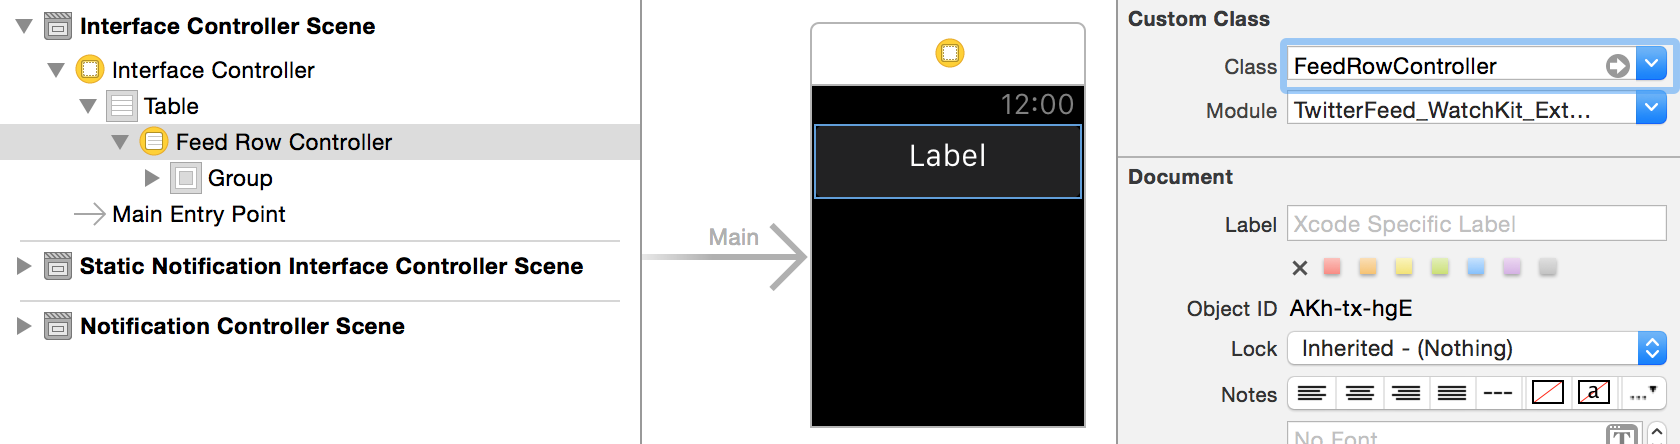 Interface Controller Scene
Interface Controller
Table
Feed Row Controller
Group
Main Entry Point
Static Notification Interface Controller Scene
Notification Controller Scene
Main
12:00
Label
Custom Class
Class FeedRowController
Module TwitterFeed_WatchKit_Ext...
Document
Label Xcode Specific Label
Object ID AKh-tx-hgE
Lock Inherited - (Nothing)
Notes --- a ...
No Font T